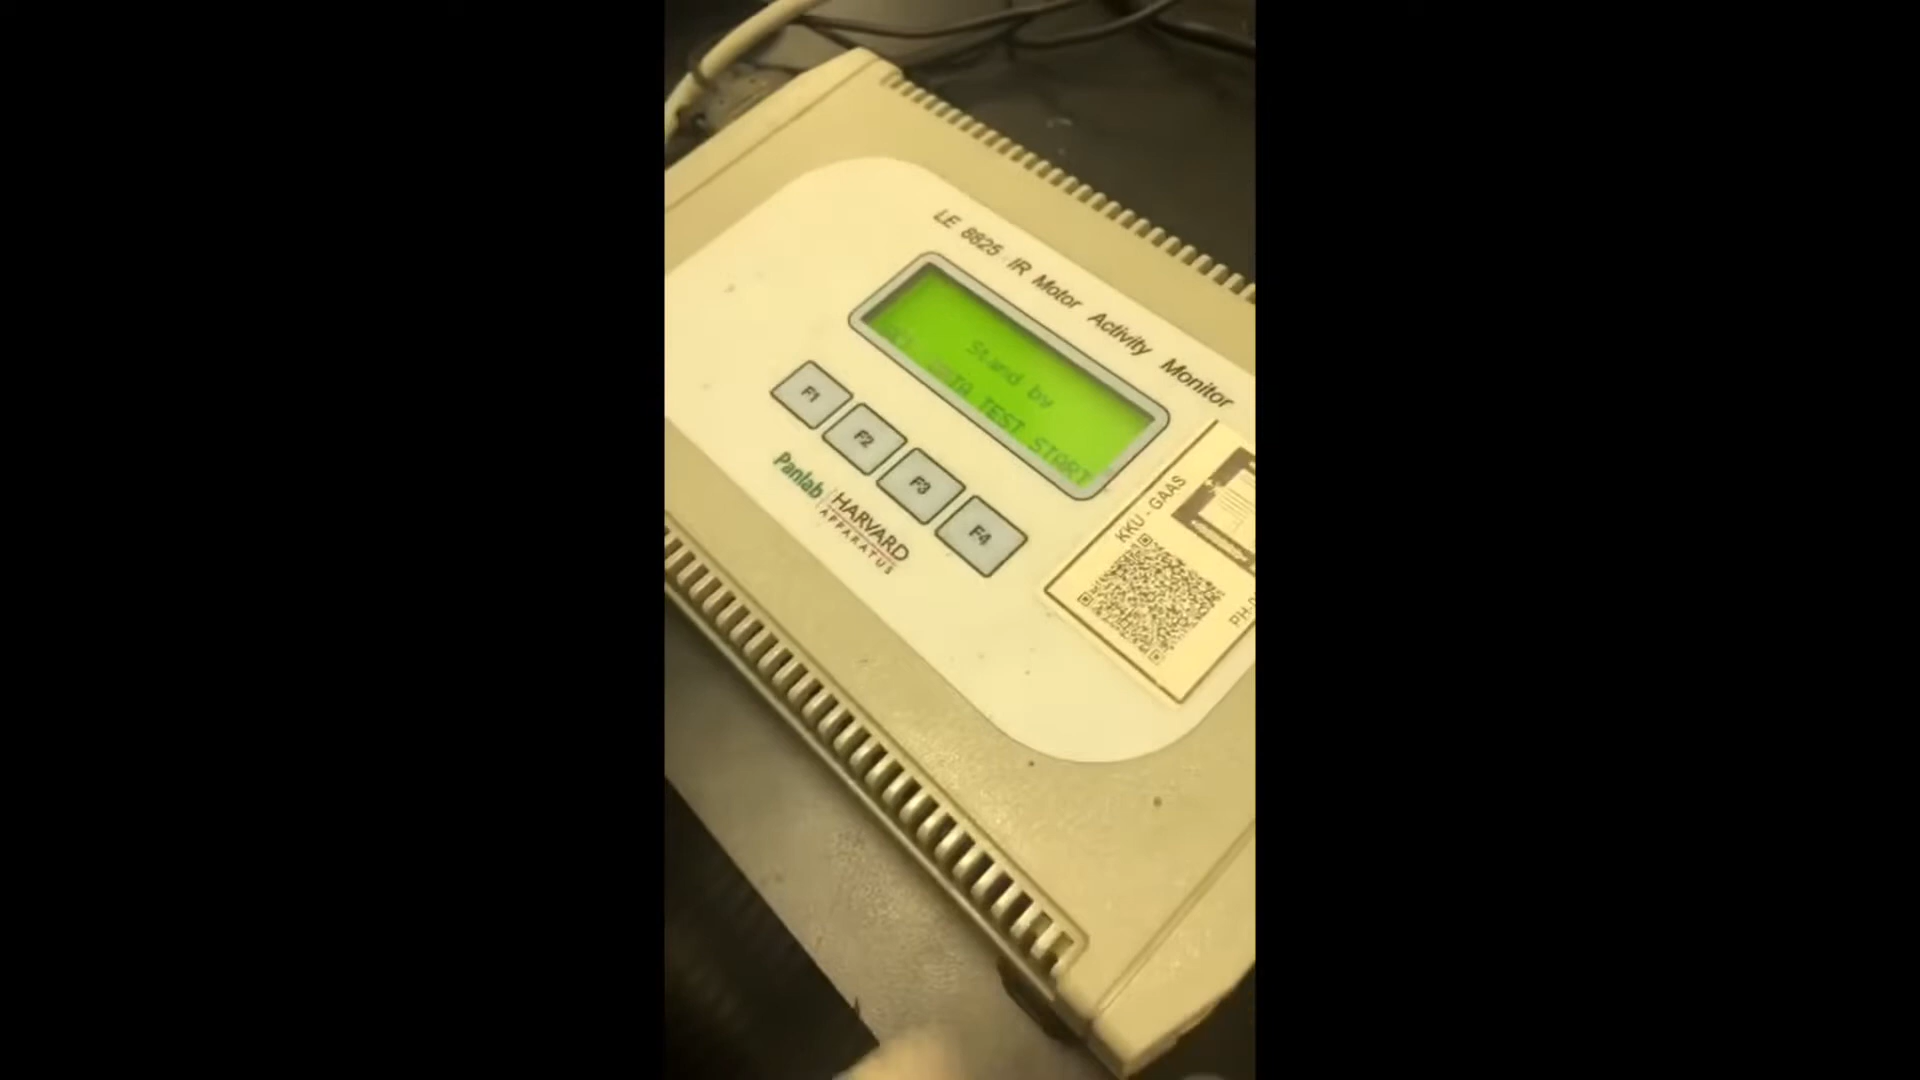 LE 8825 IR Motor Activity Monitor
Stand by
DATA TEST START
F1
F2
F3
F4
Panlab
HARVARD
APPARATUS
KKU - GAAS